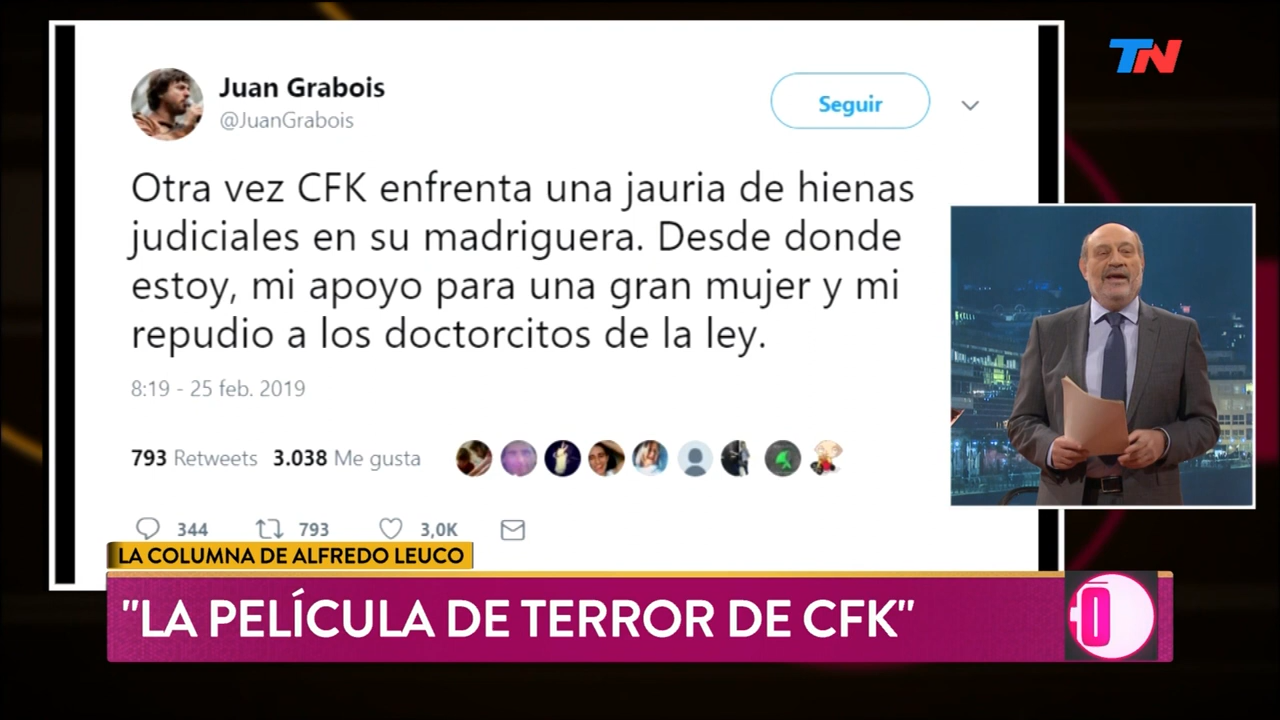 TN
Juan Grabois
@JuanGrabois
Seguir
Otra vez CFK enfrenta una jauria de hienas
judiciales en su madriguera. Desde donde
estoy, mi apoyo para una gran mujer y mi
repudio a los doctorcitos de la ley.
8:19 - 25 feb. 2019
793 Retweets 3.038 Me gusta
344 793 3,0K
LA COLUMNA DE ALFREDO LEUCO
"LA PELÍCULA DE TERROR DE CFK"